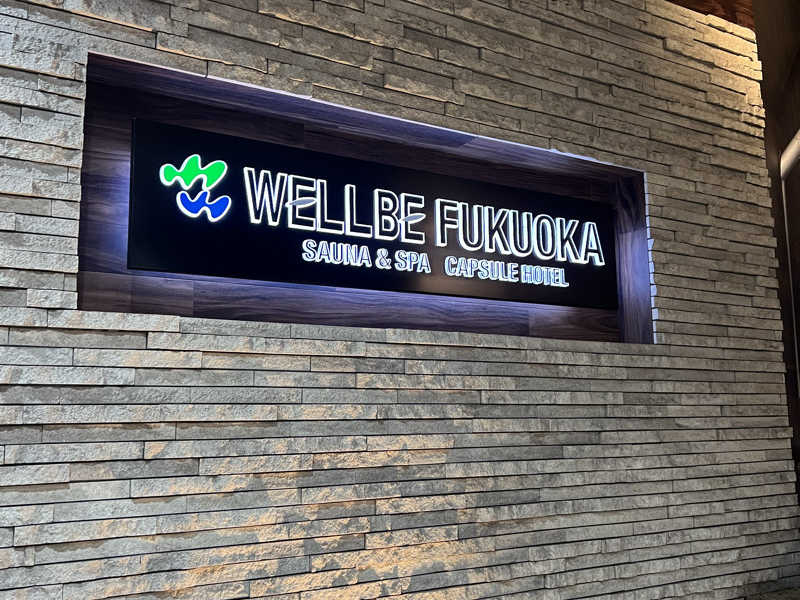 WELLBE FUKUOKA
SAUNA & SPA CAPSULE HOTEL